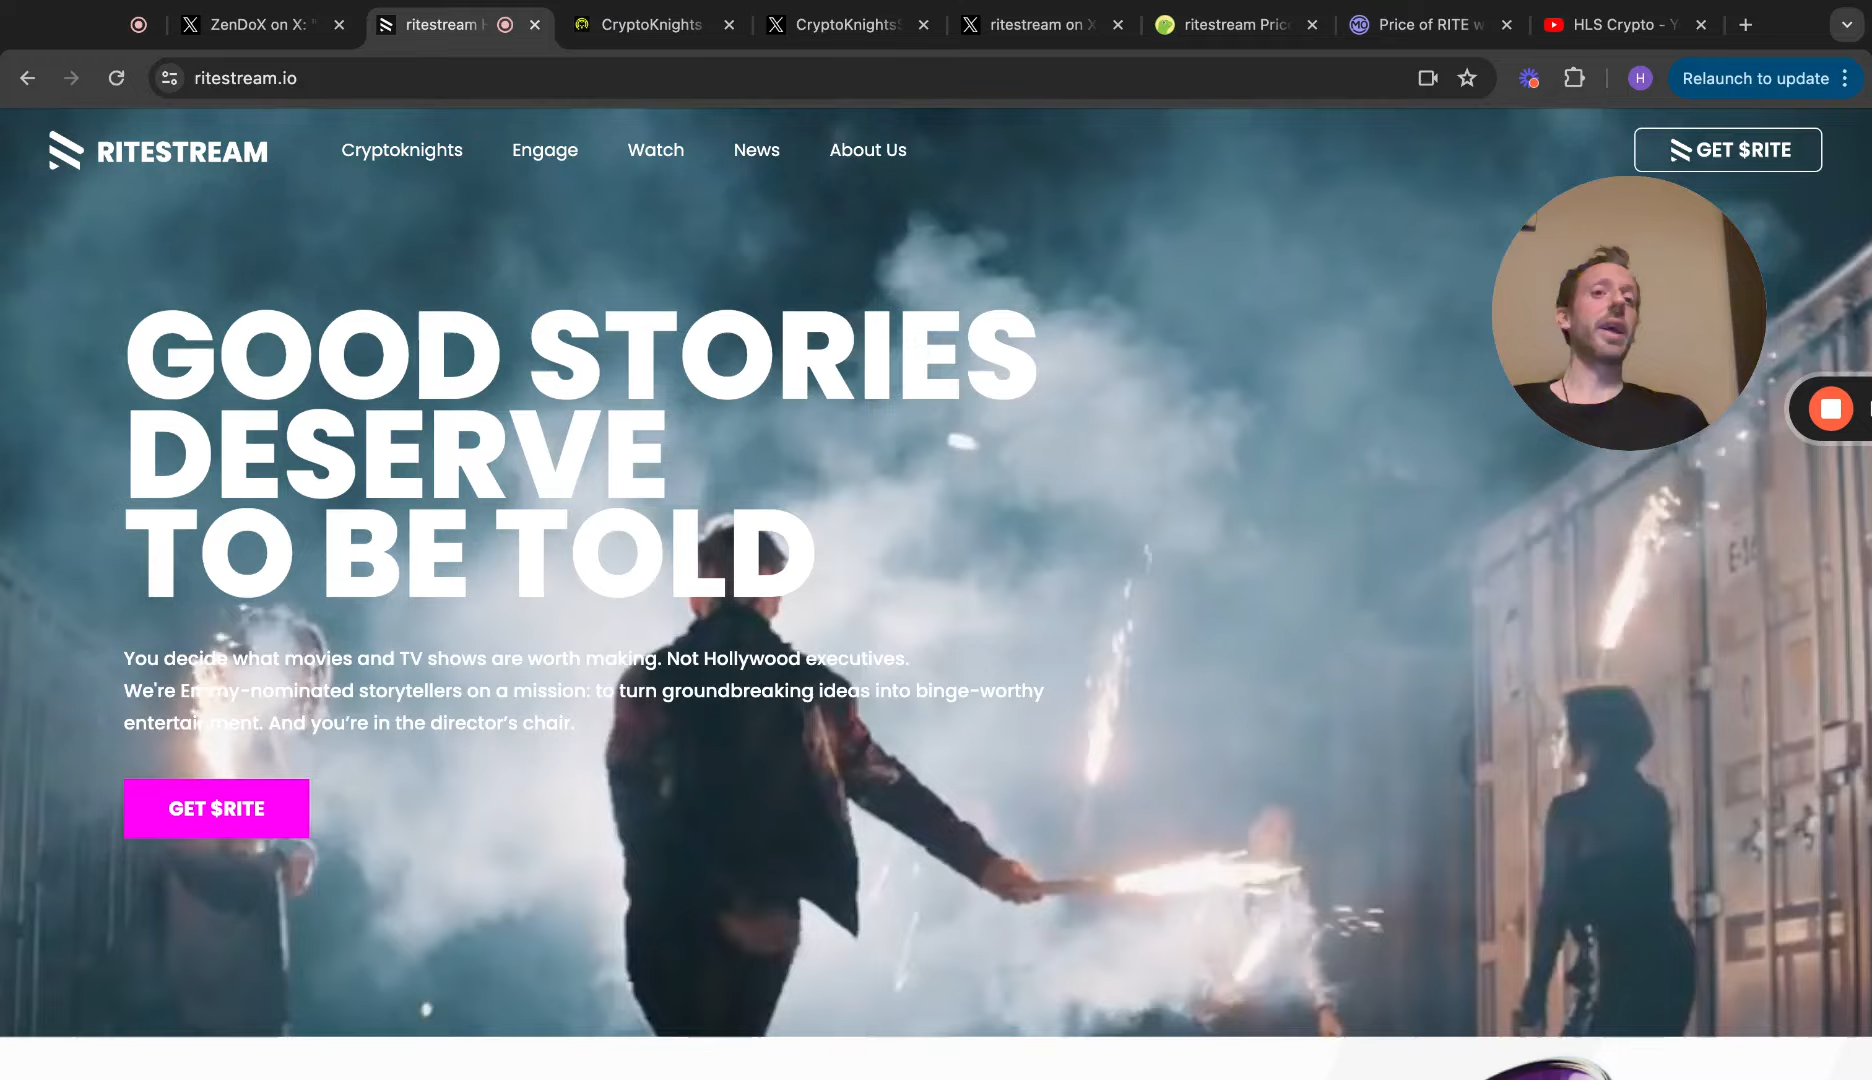 ZenDoX on X: "
ritestream
CryptoKnights
CryptoKnights
ritestream on X
ritestream Pric
Price of RITE w
HLS Crypto - Y
ritestream.io
H
Relaunch to update
RITESTREAM
Cryptoknights
Engage
Watch
News
About Us
GET $RITE
GOOD STORIES
DESERVE
TO BE TOLD
You decide what movies and TV shows are worth making. Not Hollywood executives.
We're Emmy-nominated storytellers on a mission: to turn groundbreaking ideas into binge-worthy
entertainment. And you're in the director's chair.
GET $RITE